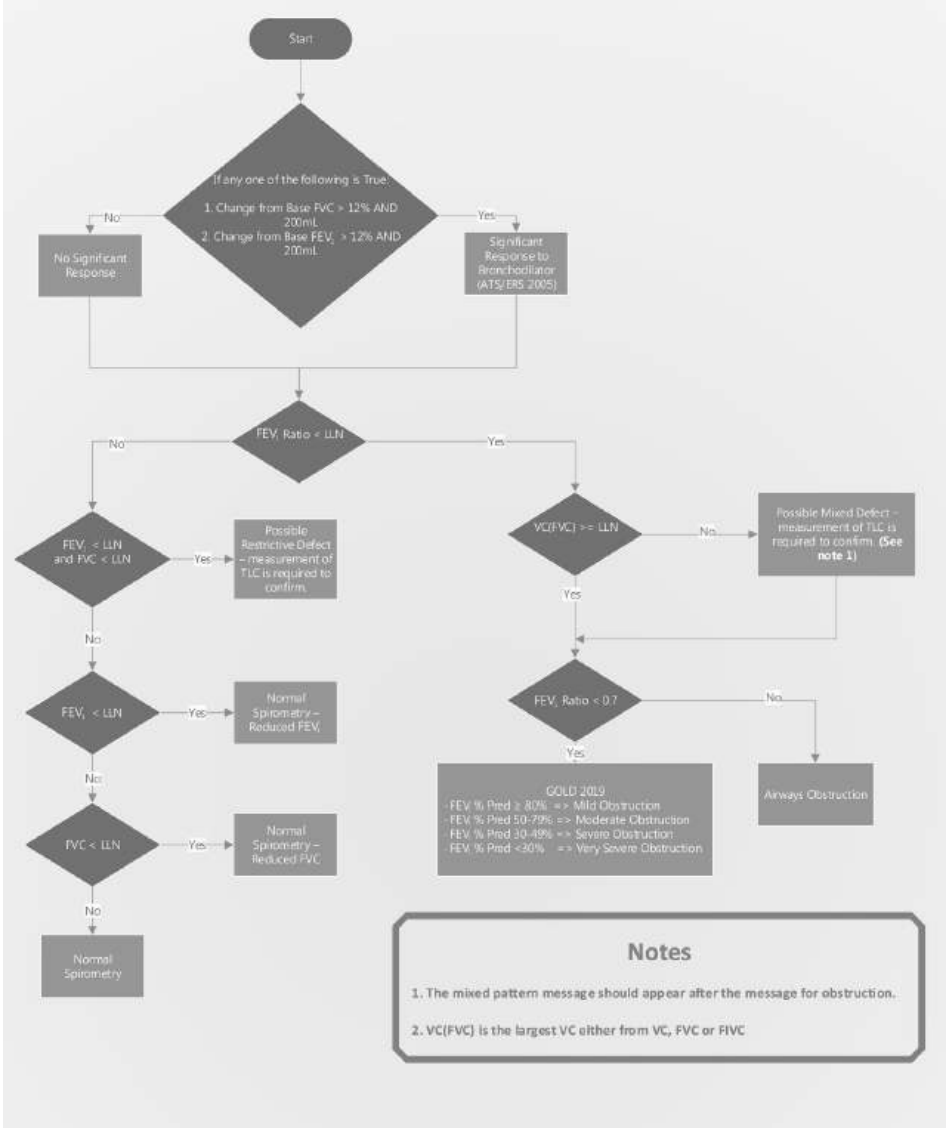 Start
If any one of the following is True:
1. Change from Base FVC > 12% AND
200mL
2. Change from Base FEV₁ > 12% AND
200mL
No
Yes
No Significant
Response
Significant
Response to
Bronchodilator
(ATS/ERS 2005)
FEV₁ Ratio < LLN
No
Yes
FEV₁ < LLN
and FVC < LLN
Yes
Possible
Restrictive Defect
– measurement of
TLC is required to
confirm.
VC(FVC) >= LLN
No
Possible Mixed Defect –
measurement of TLC is
required to confirm. (See
note 1)
Yes
No
FEV₁ < LLN
Yes
Normal
Spirometry –
Reduced FEV₁
FEV₁ Ratio < 0.7
No
Yes
No
FVC < LLN
Yes
Normal
Spirometry –
Reduced FVC
GOLD 2019
- FEV₁ % Pred ≥ 80% => Mild Obstruction
- FEV₁ % Pred 50-79% => Moderate Obstruction
- FEV₁ % Pred 30-49% => Severe Obstruction
- FEV₁ % Pred <30% => Very Severe Obstruction
Airways Obstruction
No
Normal
Spirometry
Notes
1. The mixed pattern message should appear after the message for obstruction.
2. VC(FVC) is the largest VC either from VC, FVC or FIVC